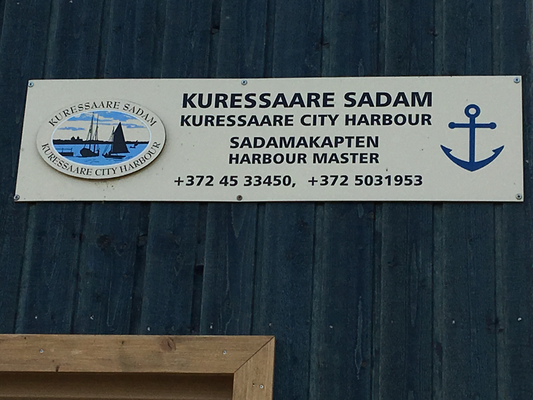 KURESSAARE SADAM
KURESSAARE CITY HARBOUR
KURESSAARE SADAM
KURESSAARE CITY HARBOUR
SADAMAKAPTEN
HARBOUR MASTER
+372 45 33450, +372 5031953